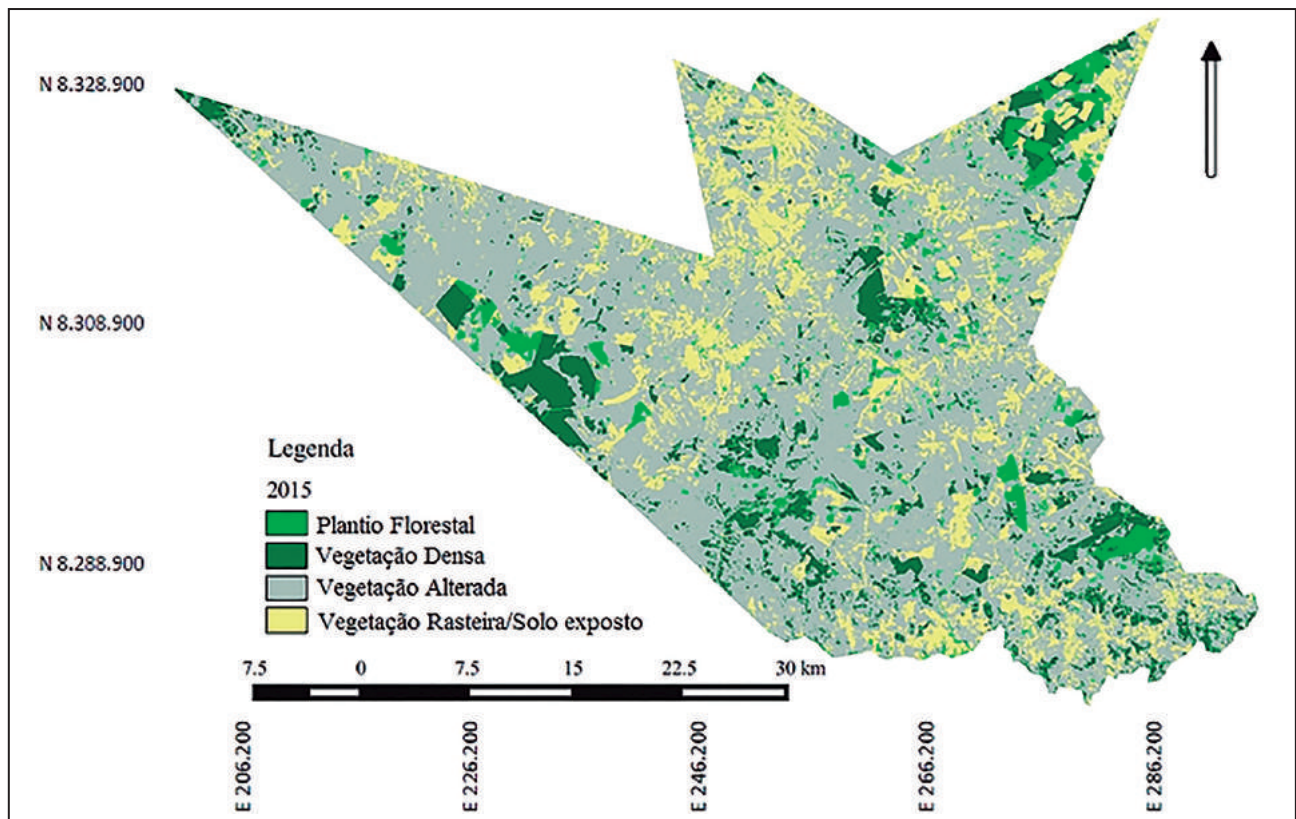 N 8.328.900
N 8.308.900
N 8.288.900
Legenda
2015
Plantio Florestal
Vegetação Densa
Vegetação Alterada
Vegetação Rasteira/Solo exposto
7.5 0 7.5 15 22.5 30 km
E 206.200
E 226.200
E 246.200
E 266.200
E 286.200